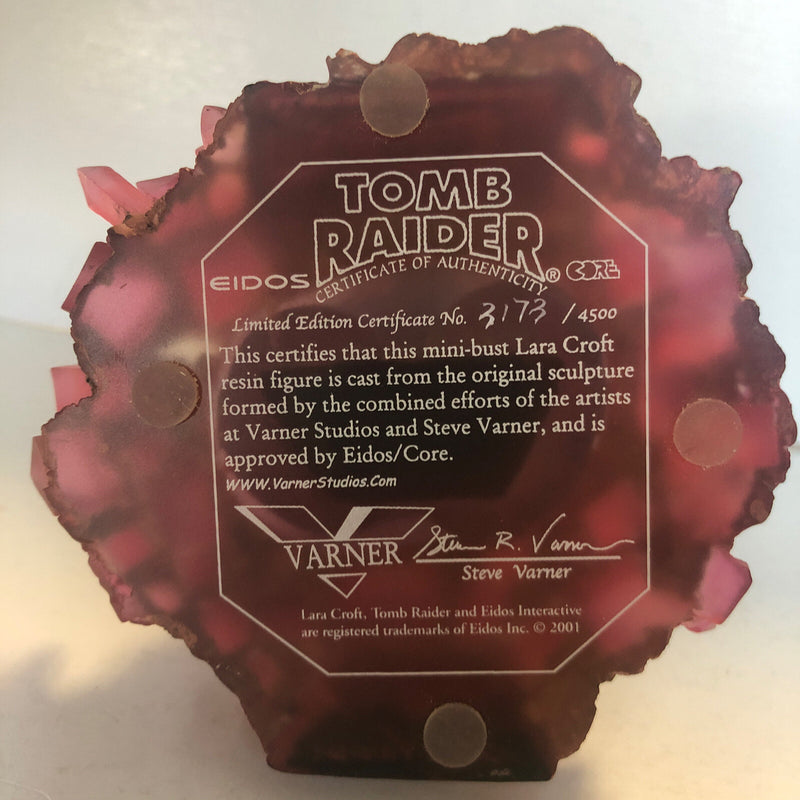 TOMB
RAIDER®
EIDOS
CERTIFICATE OF AUTHENTICITY
CORE
Limited Edition Certificate No. 3173 /4500
This certifies that this mini-bust Lara Croft
resin figure is cast from the original sculpture
formed by the combined efforts of the artists
at Varner Studios and Steve Varner, and is
approved by Eidos/Core.
WWW.VarnerStudios.Com
VARNER
Steve R. Varner
Steve Varner
Lara Croft, Tomb Raider and Eidos Interactive
are registered trademarks of Eidos Inc. © 2001